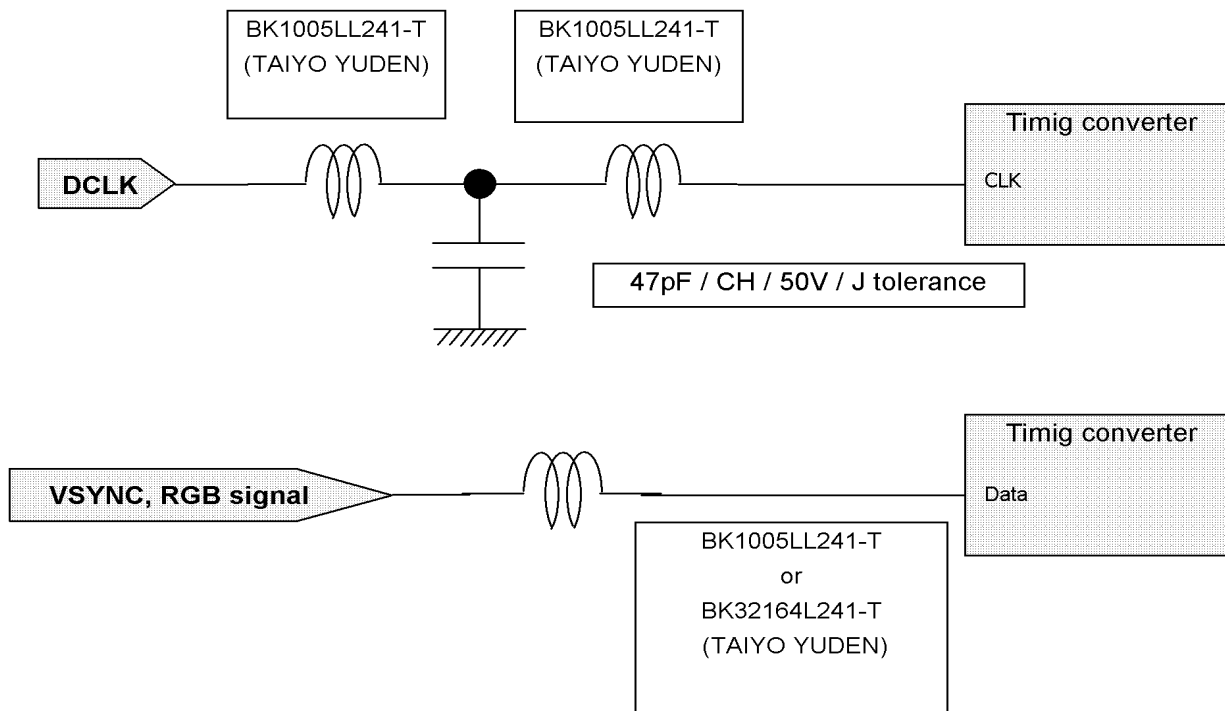 BK1005LL241-T
(TAIYO YUDEN)
BK1005LL241-T
(TAIYO YUDEN)
Timig converter
DCLK
CLK
47pF / CH / 50V / J tolerance
Timig converter
VSYNC, RGB signal
Data
BK1005LL241-T
or
BK32164L241-T
(TAIYO YUDEN)